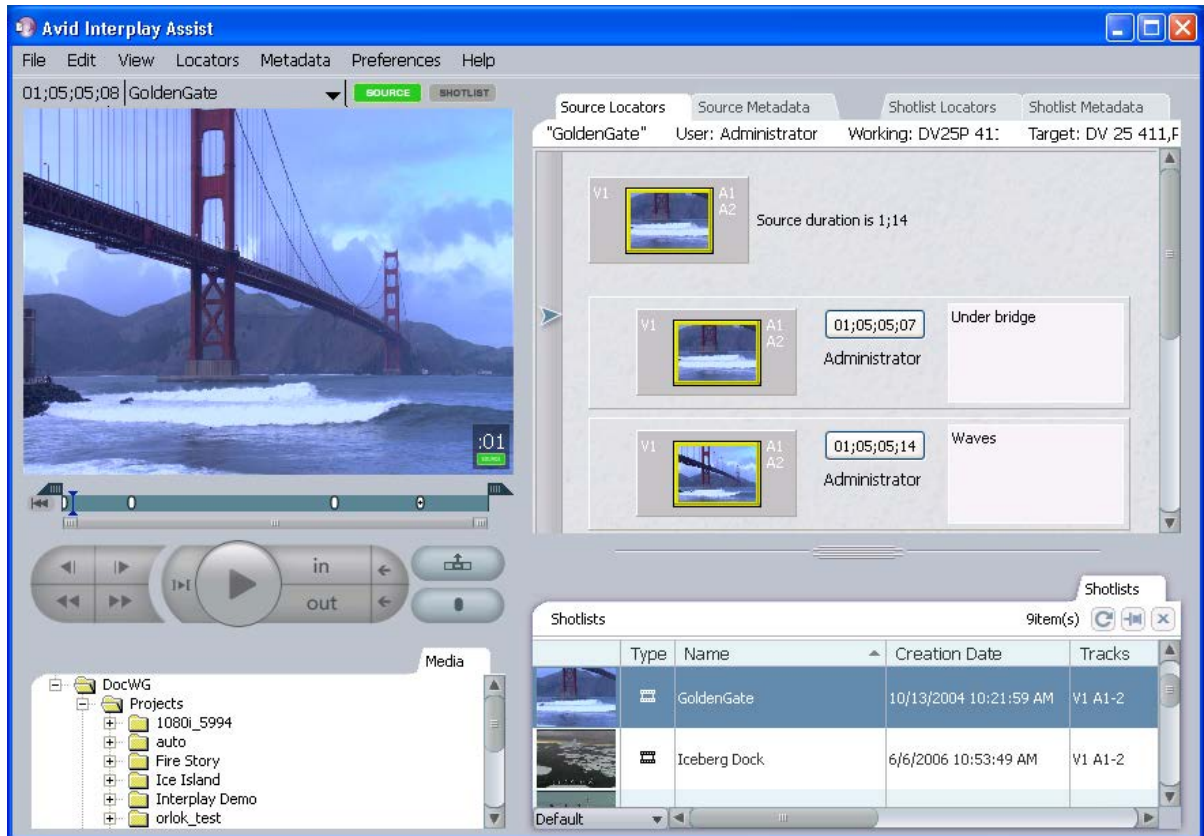 Avid Interplay Assist
File Edit View Locators Metadata Preferences Help
01;05;05;08 GoldenGate SOURCE SHOTLIST
:01
in
out
Media
DocWG
Projects
1080i_5994
auto
Fire Story
Ice Island
Interplay Demo
orlok_test
Source Locators Source Metadata Shotlist Locators Shotlist Metadata
"GoldenGate" User: Administrator Working: DV25P 411 Target: DV 25 411,F
V1 A1
A2
Source duration is 1;14
V1 A1
A2
01;05;05;07
Administrator
Under bridge
V1 A1
A2
01;05;05;14
Administrator
Waves
Shotlists
Shotlists 9item(s)
Type Name Creation Date Tracks
GoldenGate 10/13/2004 10:21:59 AM V1 A1-2
Iceberg Dock 6/6/2006 10:53:49 AM V1 A1-2
Default